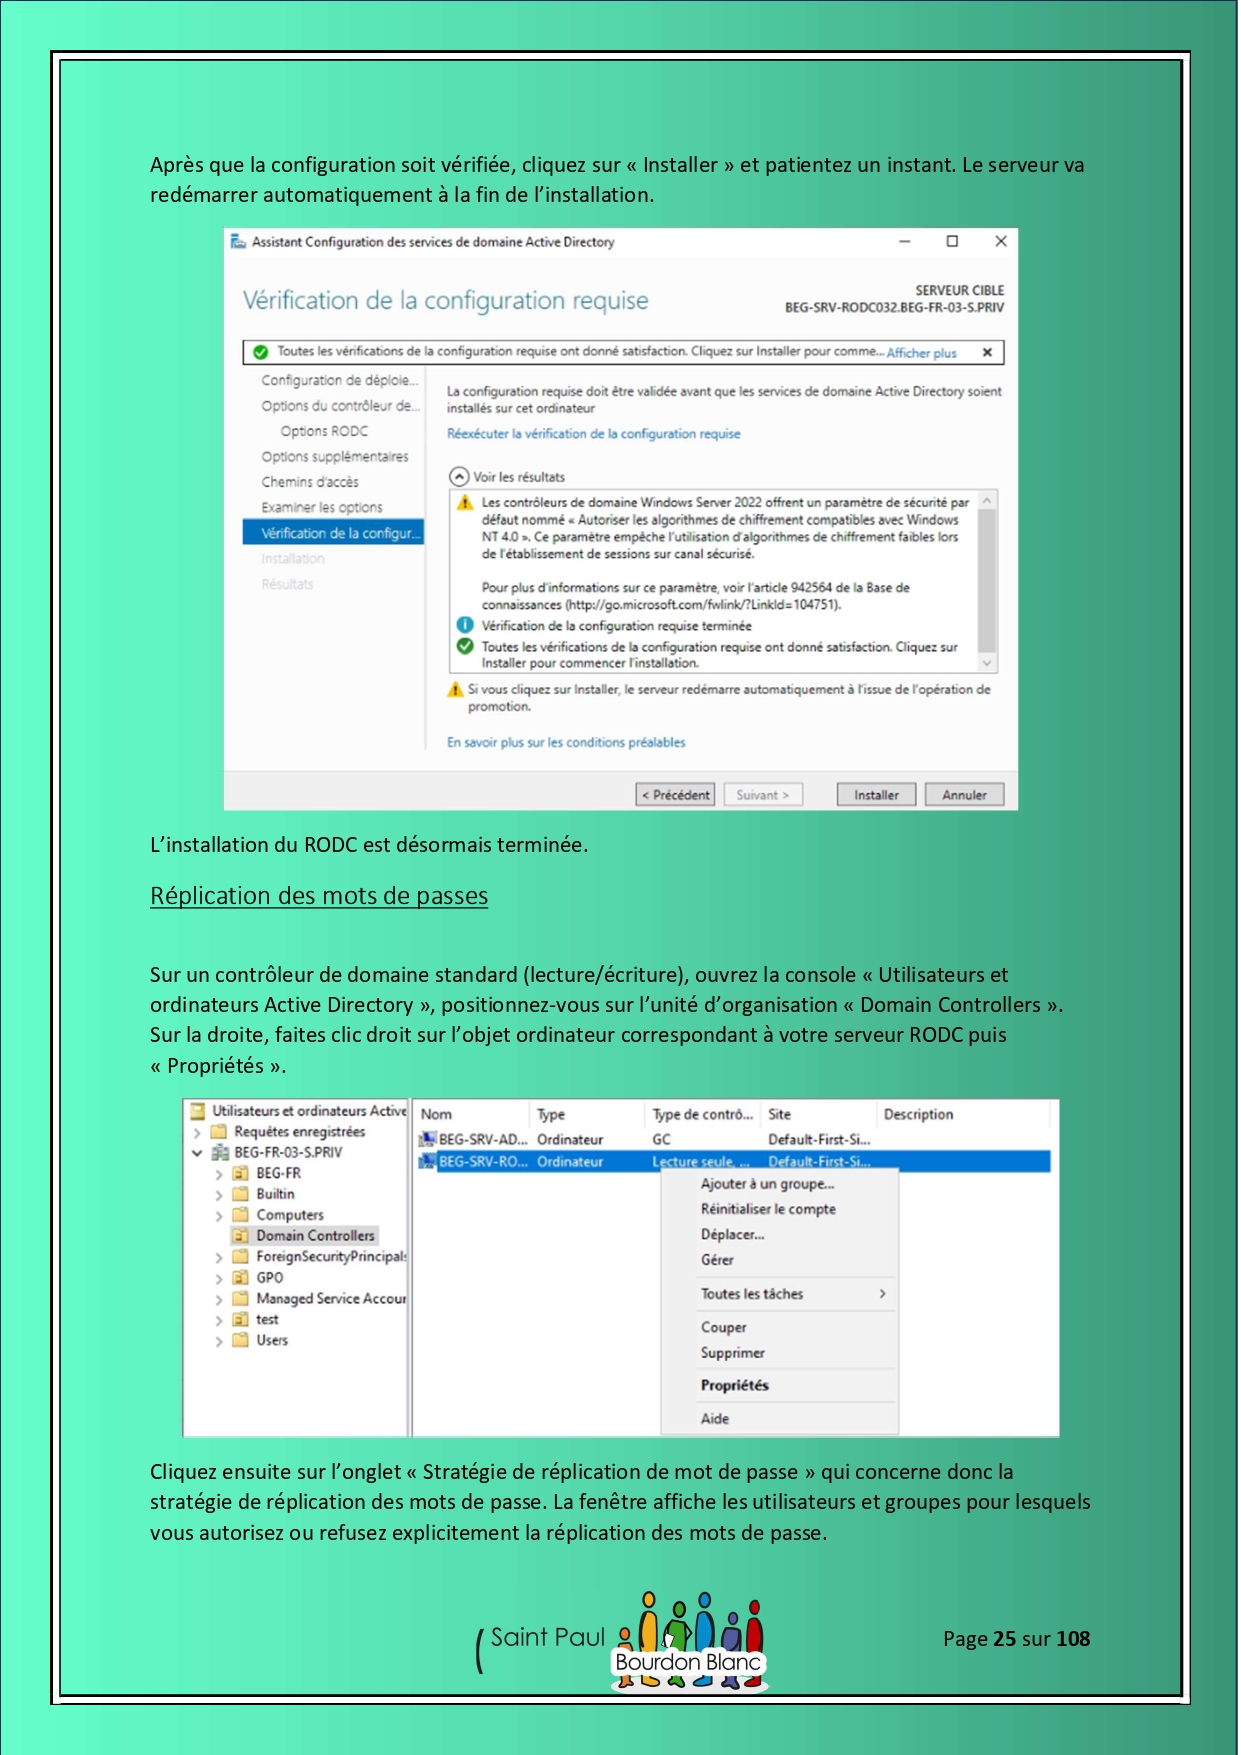 Après que la configuration soit vérifiée, cliquez sur « Installer » et patientez un instant. Le serveur va
redémarrer automatiquement à la fin de l’installation.
Assistant Configuration des services de domaine Active Directory
Vérification de la configuration requise
SERVEUR CIBLE
BEG-SRV-RODC032.BEG-FR-03-S.PRIV
Toutes les vérifications de la configuration requise ont donné satisfaction. Cliquez sur Installer pour comme... Afficher plus
Configuration de déploie...
Options du contrôleur de...
Options RODC
Options supplémentaires
Chemins d'accès
Examiner les options
Vérification de la configur...
Installation
Résultats
La configuration requise doit être validée avant que les services de domaine Active Directory soient
installés sur cet ordinateur
Réexécuter la vérification de la configuration requise
Voir les résultats
Les contrôleurs de domaine Windows Server 2022 offrent un paramètre de sécurité par
défaut nommé « Autoriser les algorithmes de chiffrement compatibles avec Windows
NT 4.0 ». Ce paramètre empêche l'utilisation d'algorithmes de chiffrement faibles lors
de l'établissement de sessions sur canal sécurisé.
Pour plus d'informations sur ce paramètre, voir l'article 942564 de la Base de
connaissances (http://go.microsoft.com/fwlink/?LinkId=104751).
Vérification de la configuration requise terminée
Toutes les vérifications de la configuration requise ont donné satisfaction. Cliquez sur
Installer pour commencer l'installation.
Si vous cliquez sur Installer, le serveur redémarre automatiquement à l'issue de l'opération de
promotion.
En savoir plus sur les conditions préalables
< Précédent Suivant > Installer Annuler
L’installation du RODC est désormais terminée.
Réplication des mots de passes
Sur un contrôleur de domaine standard (lecture/écriture), ouvrez la console « Utilisateurs et
ordinateurs Active Directory », positionnez-vous sur l’unité d’organisation « Domain Controllers ».
Sur la droite, faites clic droit sur l’objet ordinateur correspondant à votre serveur RODC puis
« Propriétés ».
Utilisateurs et ordinateurs Active
Requêtes enregistrées
BEG-FR-03-S.PRIV
BEG-FR
Builtin
Computers
Domain Controllers
ForeignSecurityPrincipals
GPO
Managed Service Accour
test
Users
Nom Type Type de contrô... Site Description
BEG-SRV-AD... Ordinateur GC Default-First-Si...
BEG-SRV-RO... Ordinateur Lecture seule, ... Default-First-Si...
Ajouter à un groupe...
Réinitialiser le compte
Déplacer...
Gérer
Toutes les tâches
Couper
Supprimer
Propriétés
Aide
Cliquez ensuite sur l’onglet « Stratégie de réplication de mot de passe » qui concerne donc la
stratégie de réplication des mots de passe. La fenêtre affiche les utilisateurs et groupes pour lesquels
vous autorisez ou refusez explicitement la réplication des mots de passe.
Saint Paul
Bourdon Blanc
Page 25 sur 108